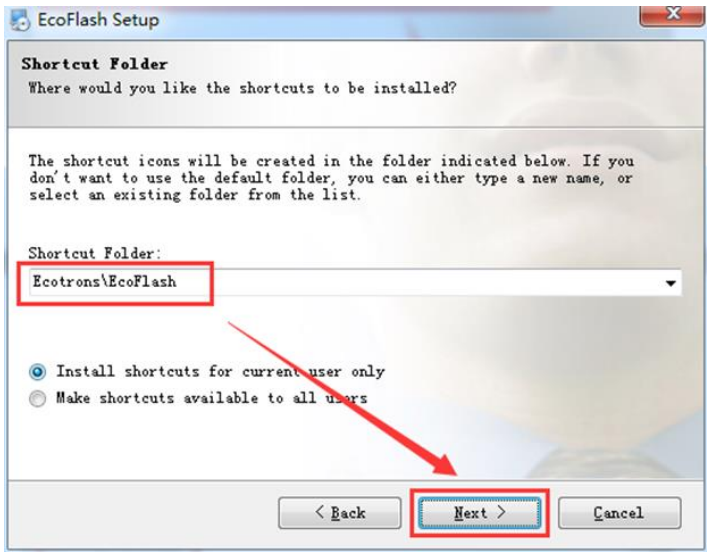 EcoFlash Setup
Shortcut Folder
Where would you like the shortcuts to be installed?
The shortcut icons will be created in the folder indicated below. If you
don't want to use the default folder, you can either type a new name, or
select an existing folder from the list.
Shortcut Folder:
Ecotrons\EcoFlash
Install shortcuts for current user only
Make shortcuts available to all users
< Back
Next >
Cancel